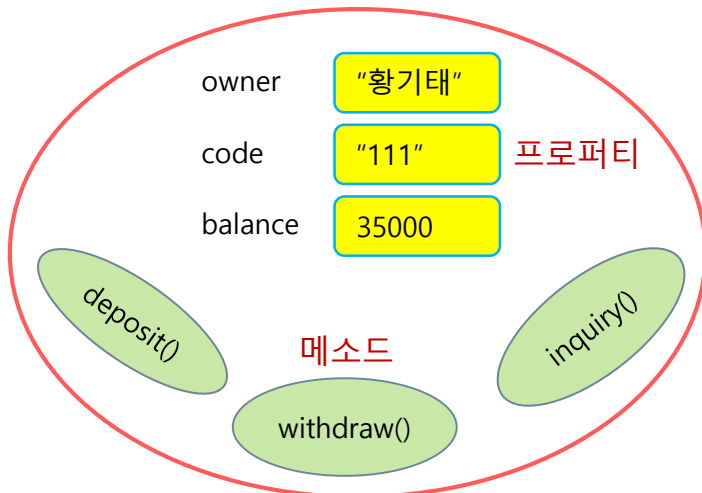 owner "황기태"
code "111" 프로퍼티
balance 35000
deposit()
inquiry()
메소드
withdraw()